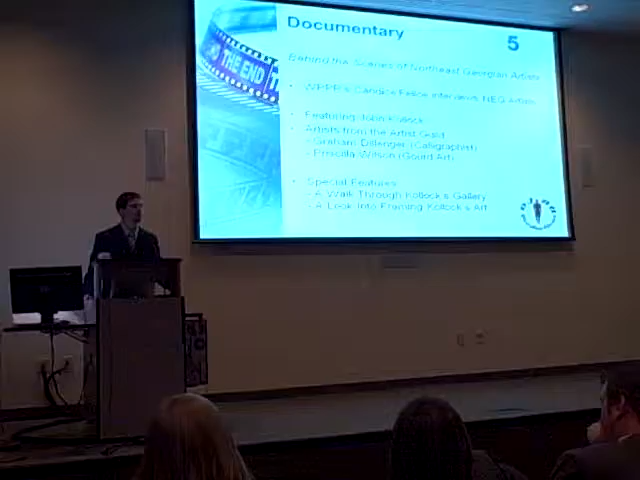 Documentary
5
THE END
Behind the Scenes of Northeast Georgian Artists
Candice Felice interviews NEG Artists
Featuring John Kollock
Artists from the Artist Guild
- Graham Dillenger (Calligraphist)
- Priscilla Wilson (Gourd Art)
Special Features
- A Walk Through Kollock's Gallery
- A Look Into Framing Kollock's Art